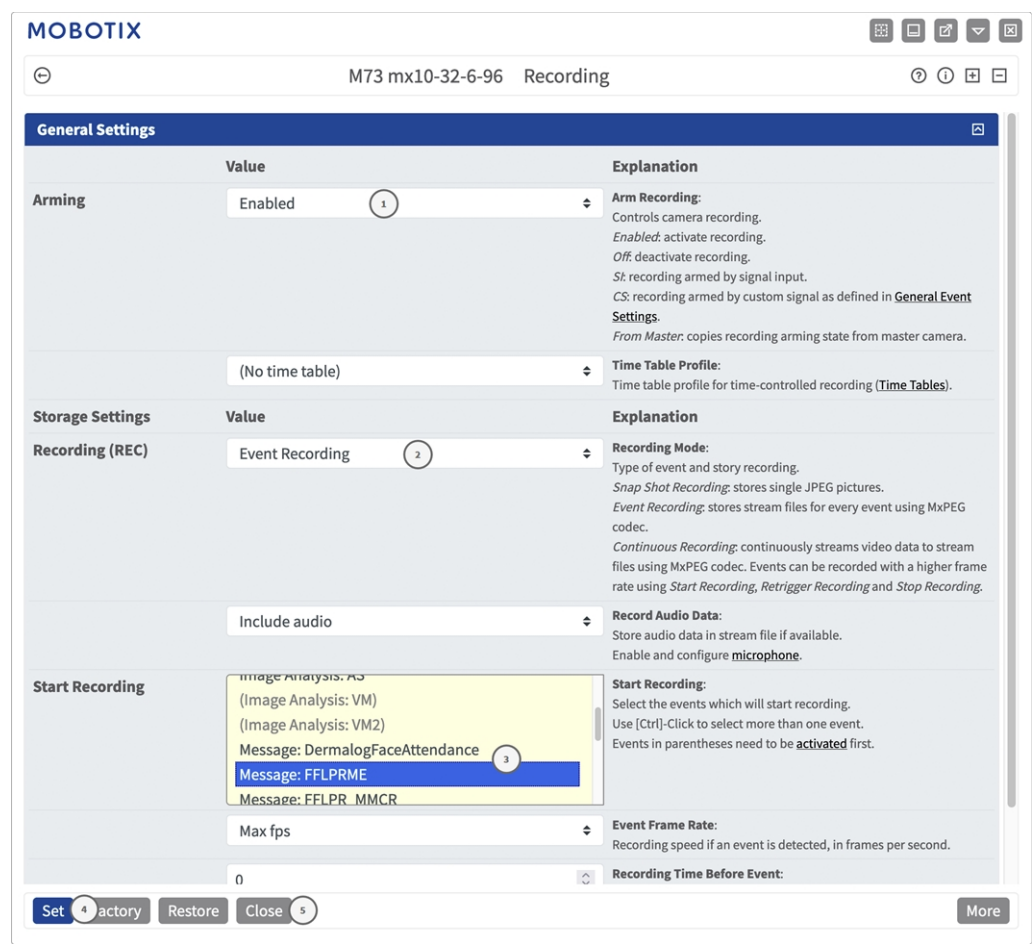 MOBOTIX
M73 mx10-32-6-96 Recording
General Settings
Value Explanation
Arming
Enabled 1
Arm Recording:
Controls camera recording.
Enabled: activate recording.
Off: deactivate recording.
SI: recording armed by signal input.
CS: recording armed by custom signal as defined in General Event
Settings.
From Master: copies recording arming state from master camera.
(No time table)
Time Table Profile:
Time table profile for time-controlled recording (Time Tables).
Storage Settings Value Explanation
Recording (REC)
Event Recording 2
Recording Mode:
Type of event and story recording.
Snap Shot Recording: stores single JPEG pictures.
Event Recording: stores stream files for every event using MxPEG
codec.
Continuous Recording: continuously streams video data to stream
files using MxPEG codec. Events can be recorded with a higher frame
rate using Start Recording, Retrigger Recording and Stop Recording.
Include audio
Record Audio Data:
Store audio data in stream file if available.
Enable and configure microphone.
Start Recording
Image Analysis: AS
(Image Analysis: VM)
(Image Analysis: VM2)
Message: DermalogFaceAttendance
3
Message: FFLPRME
Message: FFLPR_MMCR
Start Recording:
Select the events which will start recording.
Use [Ctrl]-Click to select more than one event.
Events in parentheses need to be activated first.
Max fps
Event Frame Rate:
Recording speed if an event is detected, in frames per second.
0
Recording Time Before Event:
Set 4 actory Restore Close 5 More